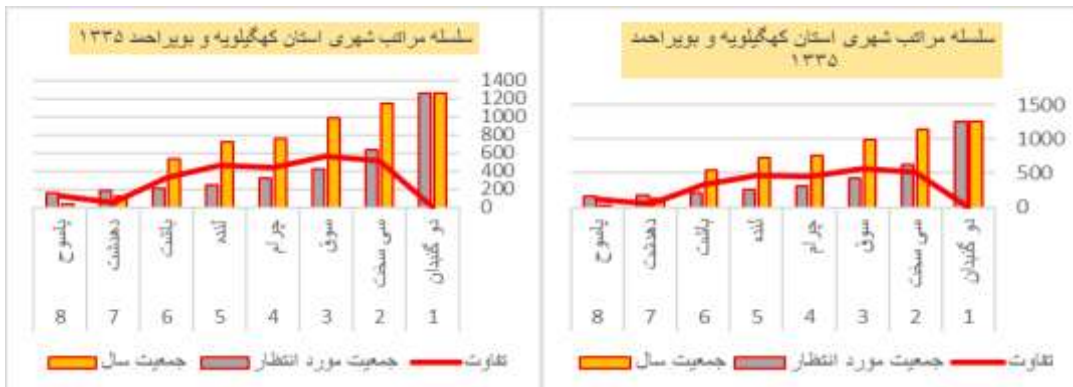 سلسله مراتب شهری استان کهگیلویه و بویراحمد
۱۳۳۵
1500
1000
500
0
دو گنبدان
سی سخت
سوق
چرام
لنده
باشت
دهدشت
یاسوج
1
2
3
4
5
6
7
8
جمعیت سال
جمعیت مورد انتظار
تفاوت
سلسله مراتب شهری استان کهگیلویه و بویراحمد ۱۳۳۵
1400
1200
1000
800
600
400
200
0
دو گنبدان
سی سخت
سوق
چرام
لنده
باشت
دهدشت
یاسوج
1
2
3
4
5
6
7
8
جمعیت سال
جمعیت مورد انتظار
تفاوت